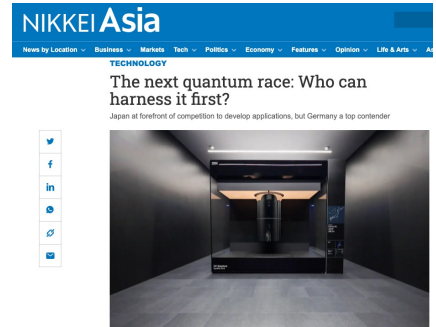 NIKKEI Asia
News by Location Business Markets Tech Politics Economy Features Opinion Life & Arts
TECHNOLOGY
The next quantum race: Who can
harness it first?
Japan at forefront of competition to develop applications, but Germany a top contender
f
in